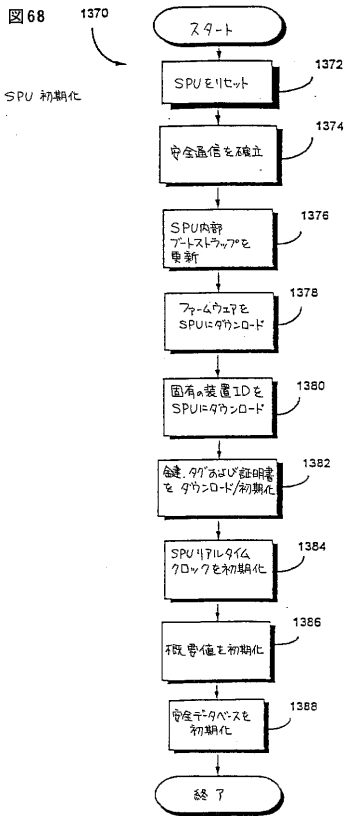 図68
1370
SPU 初期化
スタート
SPUをリセット
1372
安全通信を確立
1374
SPU内部
ブートストラップを
更新
1376
ファームウェアを
SPUにダウンロード
1378
固有の装置IDを
SPUにダウンロード
1380
鍵、タグおよび証明書
を ダウンロード/初期化
1382
SPUリアルタイム
クロックを初期化
1384
概要値を初期化
1386
安全データベースを
初期化
1388
終了